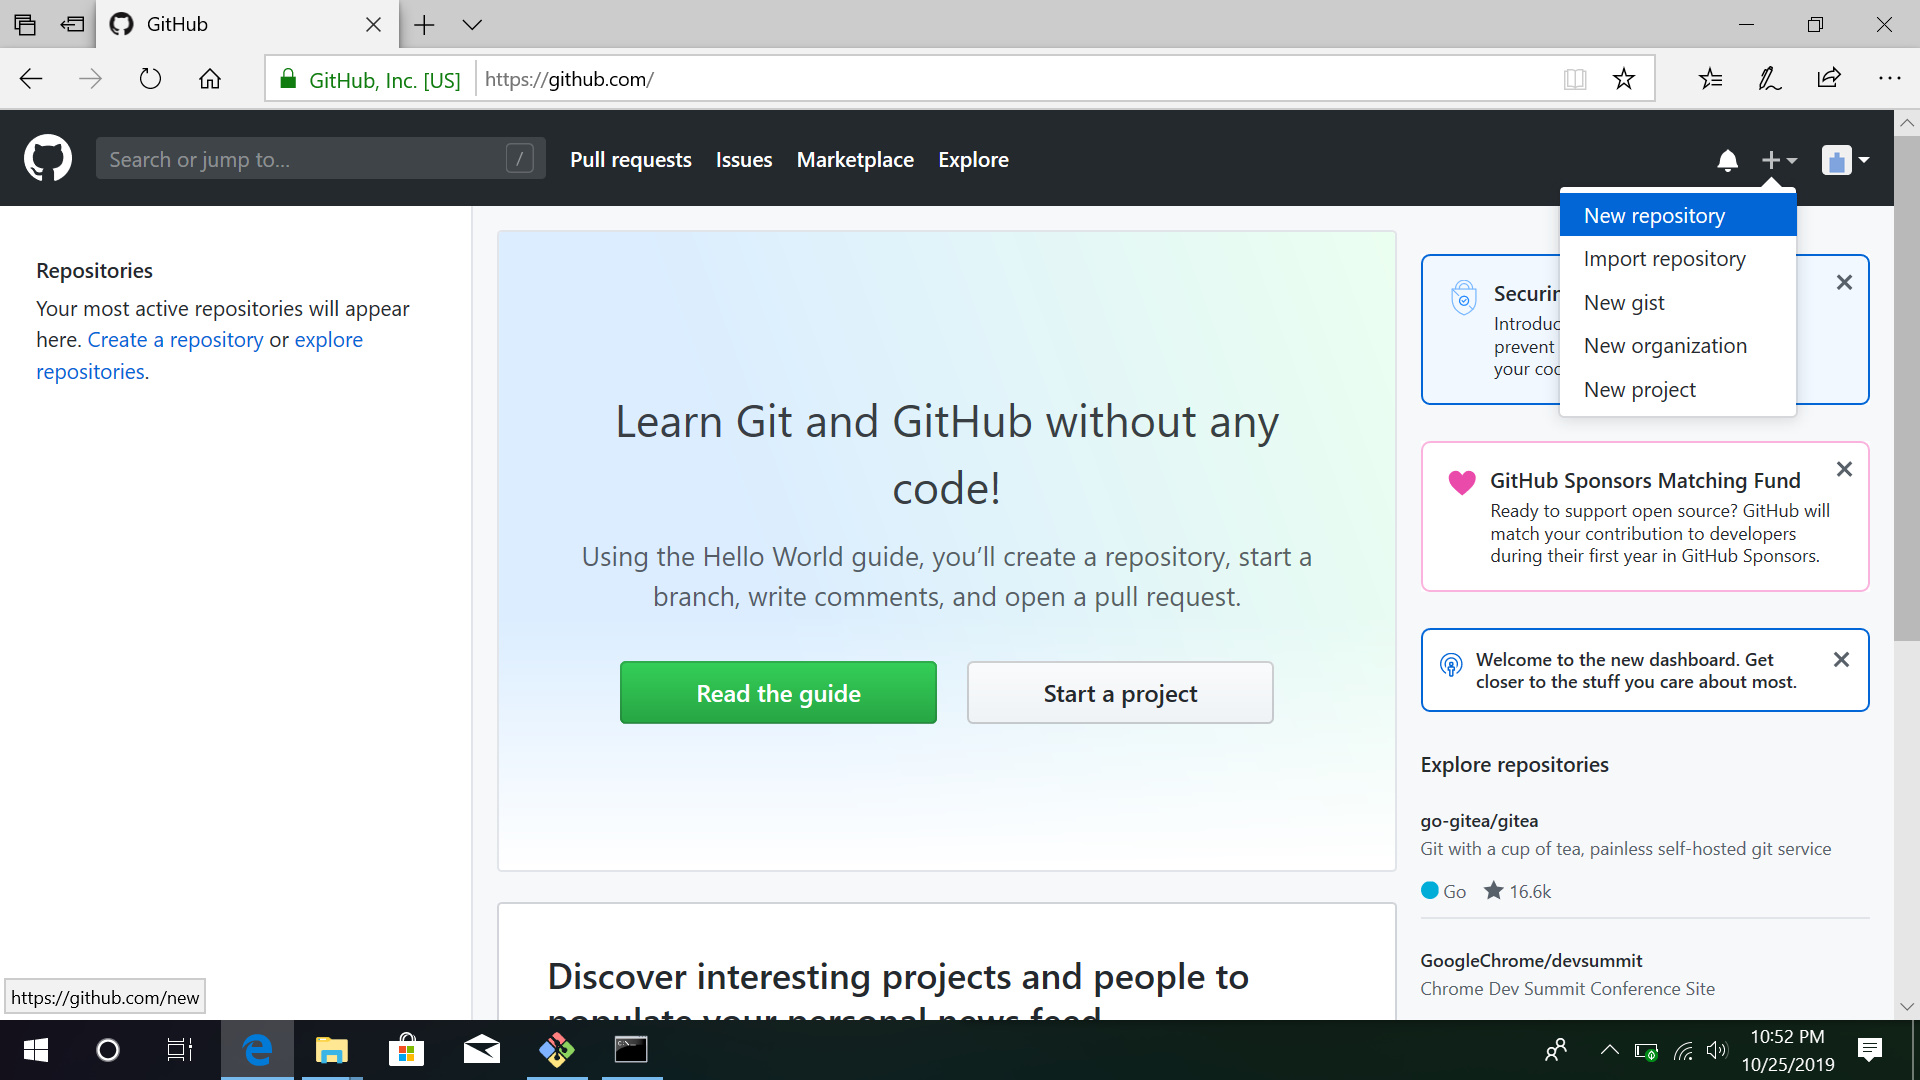 GitHub
GitHub, Inc. [US]
https://github.com/
Search or jump to...
/
Pull requests
Issues
Marketplace
Explore
New repository
Import repository
New gist
New organization
New project
Repositories
Your most active repositories will appear
here. Create a repository or explore
repositories.
Learn Git and GitHub without any
code!
Using the Hello World guide, you’ll create a repository, start a
branch, write comments, and open a pull request.
Read the guide
Start a project
Discover interesting projects and people to
populate your personal news feed
Securin
Introduc
prevent
your co
GitHub Sponsors Matching Fund
Ready to support open source? GitHub will
match your contribution to developers
during their first year in GitHub Sponsors.
Welcome to the new dashboard. Get
closer to the stuff you care about most.
Explore repositories
go-gitea/gitea
Git with a cup of tea, painless self-hosted git service
Go
16.6k
GoogleChrome/devsummit
Chrome Dev Summit Conference Site
https://github.com/new
10:52 PM
10/25/2019